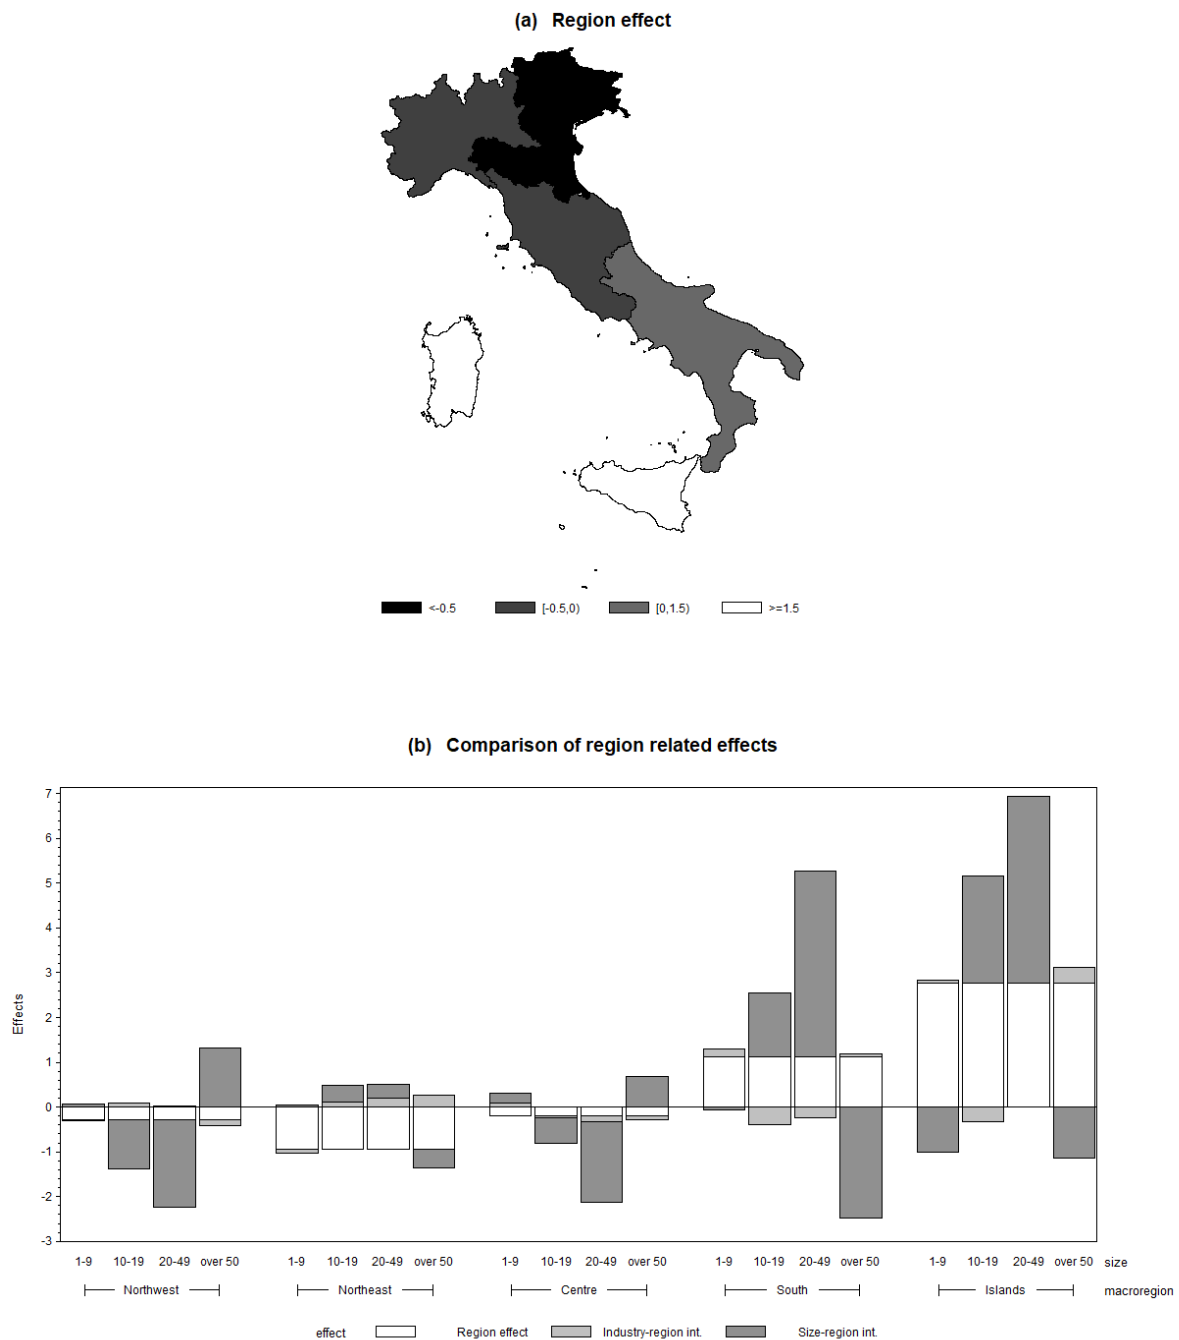 (a) Region effect
<-0.5 [-0.5,0) [0,1.5) >=1.5
(b) Comparison of region related effects
7
6
5
4
3
2
1
0
-1
-2
-3
Effects
1-9 10-19 20-49 over 50 1-9 10-19 20-49 over 50 1-9 10-19 20-49 over 50 1-9 10-19 20-49 over 50 1-9 10-19 20-49 over 50 size
Northwest Northeast Centre South Islands macroregion
effect Region effect Industry-region int. Size-region int.